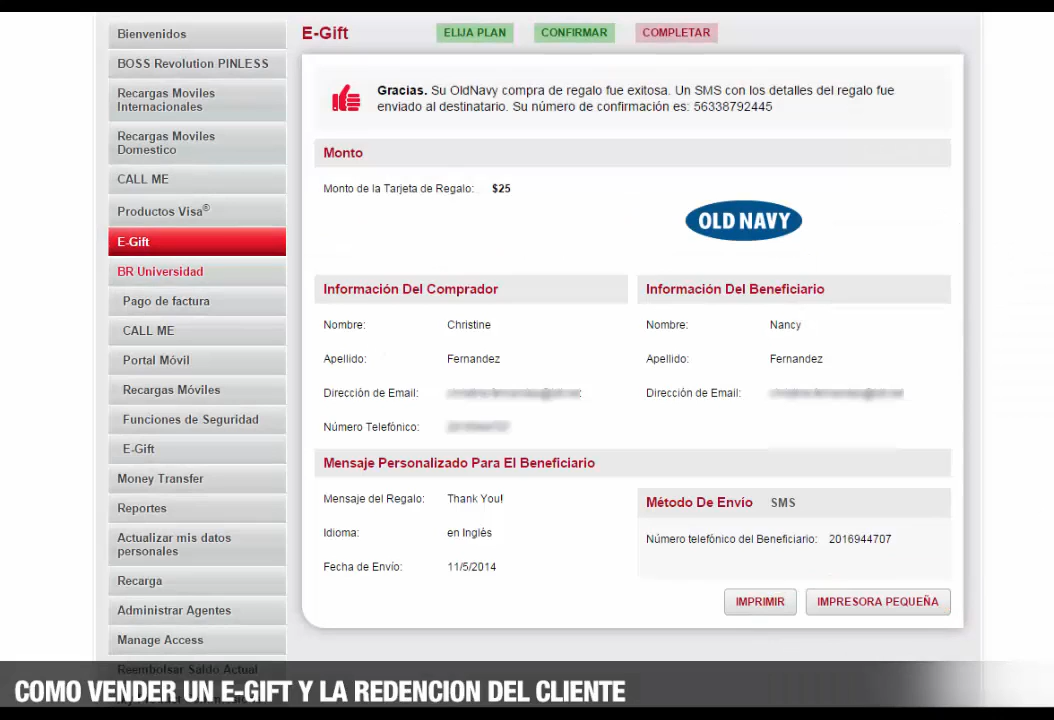 Bienvenidos
BOSS Revolution PINLESS
Recargas Moviles
Internacionales
Recargas Moviles
Domestico
CALL ME
Productos Visa®
E-Gift
BR Universidad
Pago de factura
CALL ME
Portal Móvil
Recargas Móviles
Funciones de Seguridad
E-Gift
Money Transfer
Reportes
Actualizar mis datos
personales
Recarga
Administrar Agentes
Manage Access
Reembolsar Saldo Actual
E-Gift
ELIJA PLAN
CONFIRMAR
COMPLETAR
Gracias. Su OldNavy compra de regalo fue exitosa. Un SMS con los detalles del regalo fue
enviado al destinatario. Su número de confirmación es: 56338792445
Monto
Monto de la Tarjeta de Regalo: $25
OLD NAVY
Información Del Comprador
Nombre: Christine
Apellido: Fernandez
Dirección de Email:
Número Telefónico:
Información Del Beneficiario
Nombre: Nancy
Apellido: Fernandez
Dirección de Email:
Mensaje Personalizado Para El Beneficiario
Mensaje del Regalo: Thank You!
Idioma: en Inglés
Fecha de Envío: 11/5/2014
Método De Envío SMS
Número telefónico del Beneficiario: 2016944707
IMPRIMIR
IMPRESORA PEQUEÑA
COMO VENDER UN E-GIFT Y LA REDENCION DEL CLIENTE